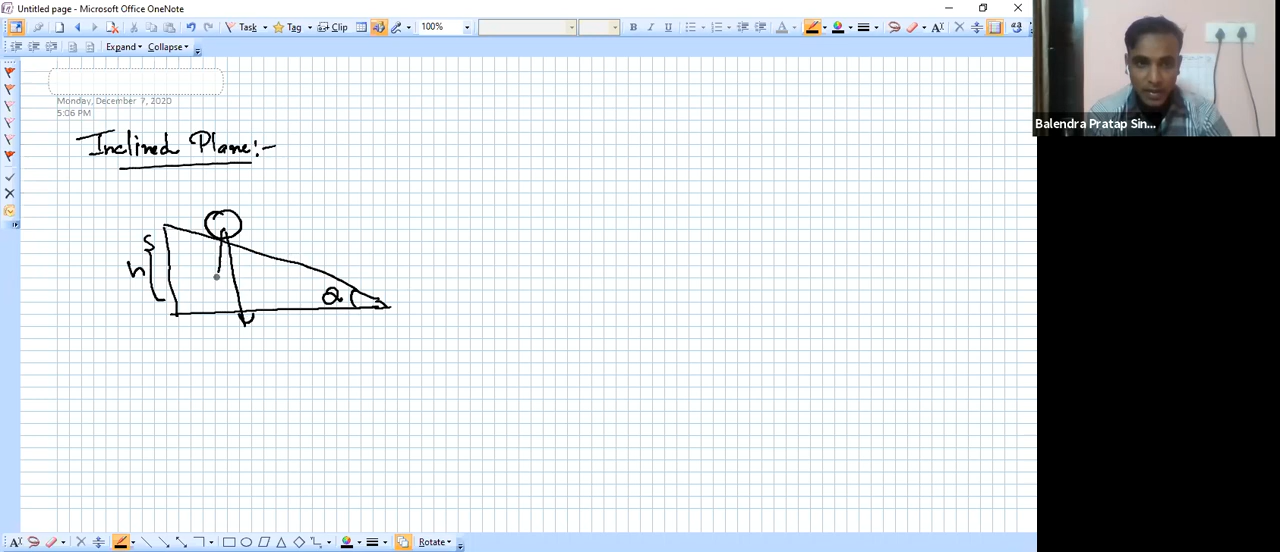 Untitled page - Microsoft Office OneNote
Task
Tag
Clip
100%
B I U
A
Expand
Collapse
Monday, December 7, 2020
5:06 PM
Inclined Plane:-
h
Balendra Pratap Sin...
Rotate